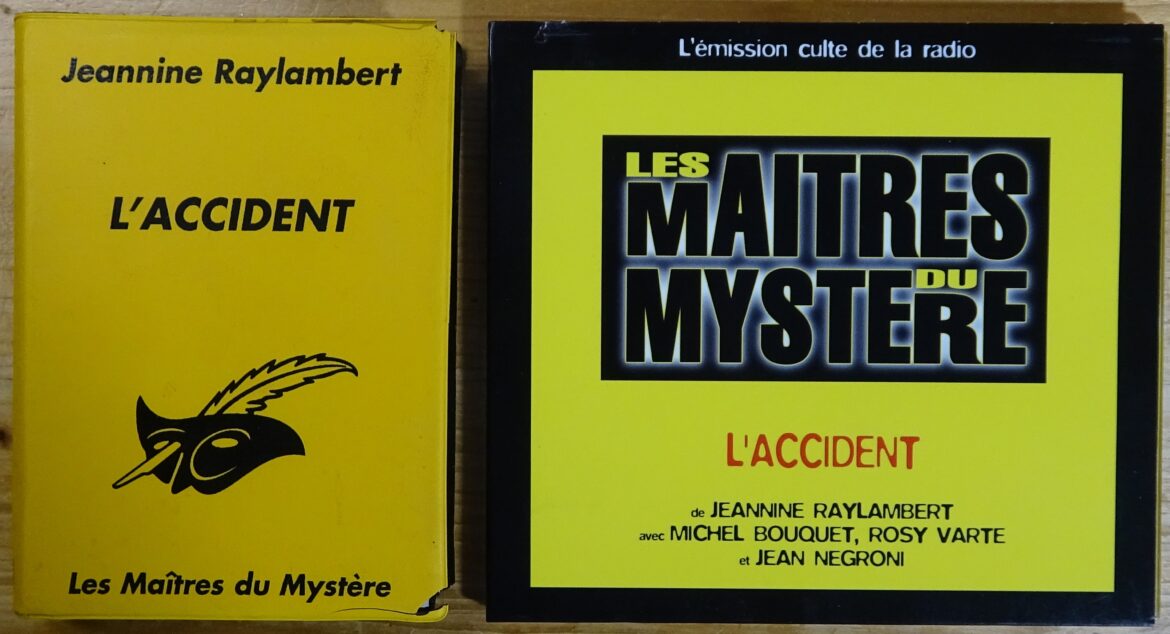 Jeannine Raylambert
L'ACCIDENT
Les Maîtres du Mystère
L'émission culte de la radio
LES
MAITRES
DU
MYSTERE
L'ACCIDENT
de JEANNINE RAYLAMBERT
avec MICHEL BOUQUET, ROSY VARTE
et JEAN NEGRONI